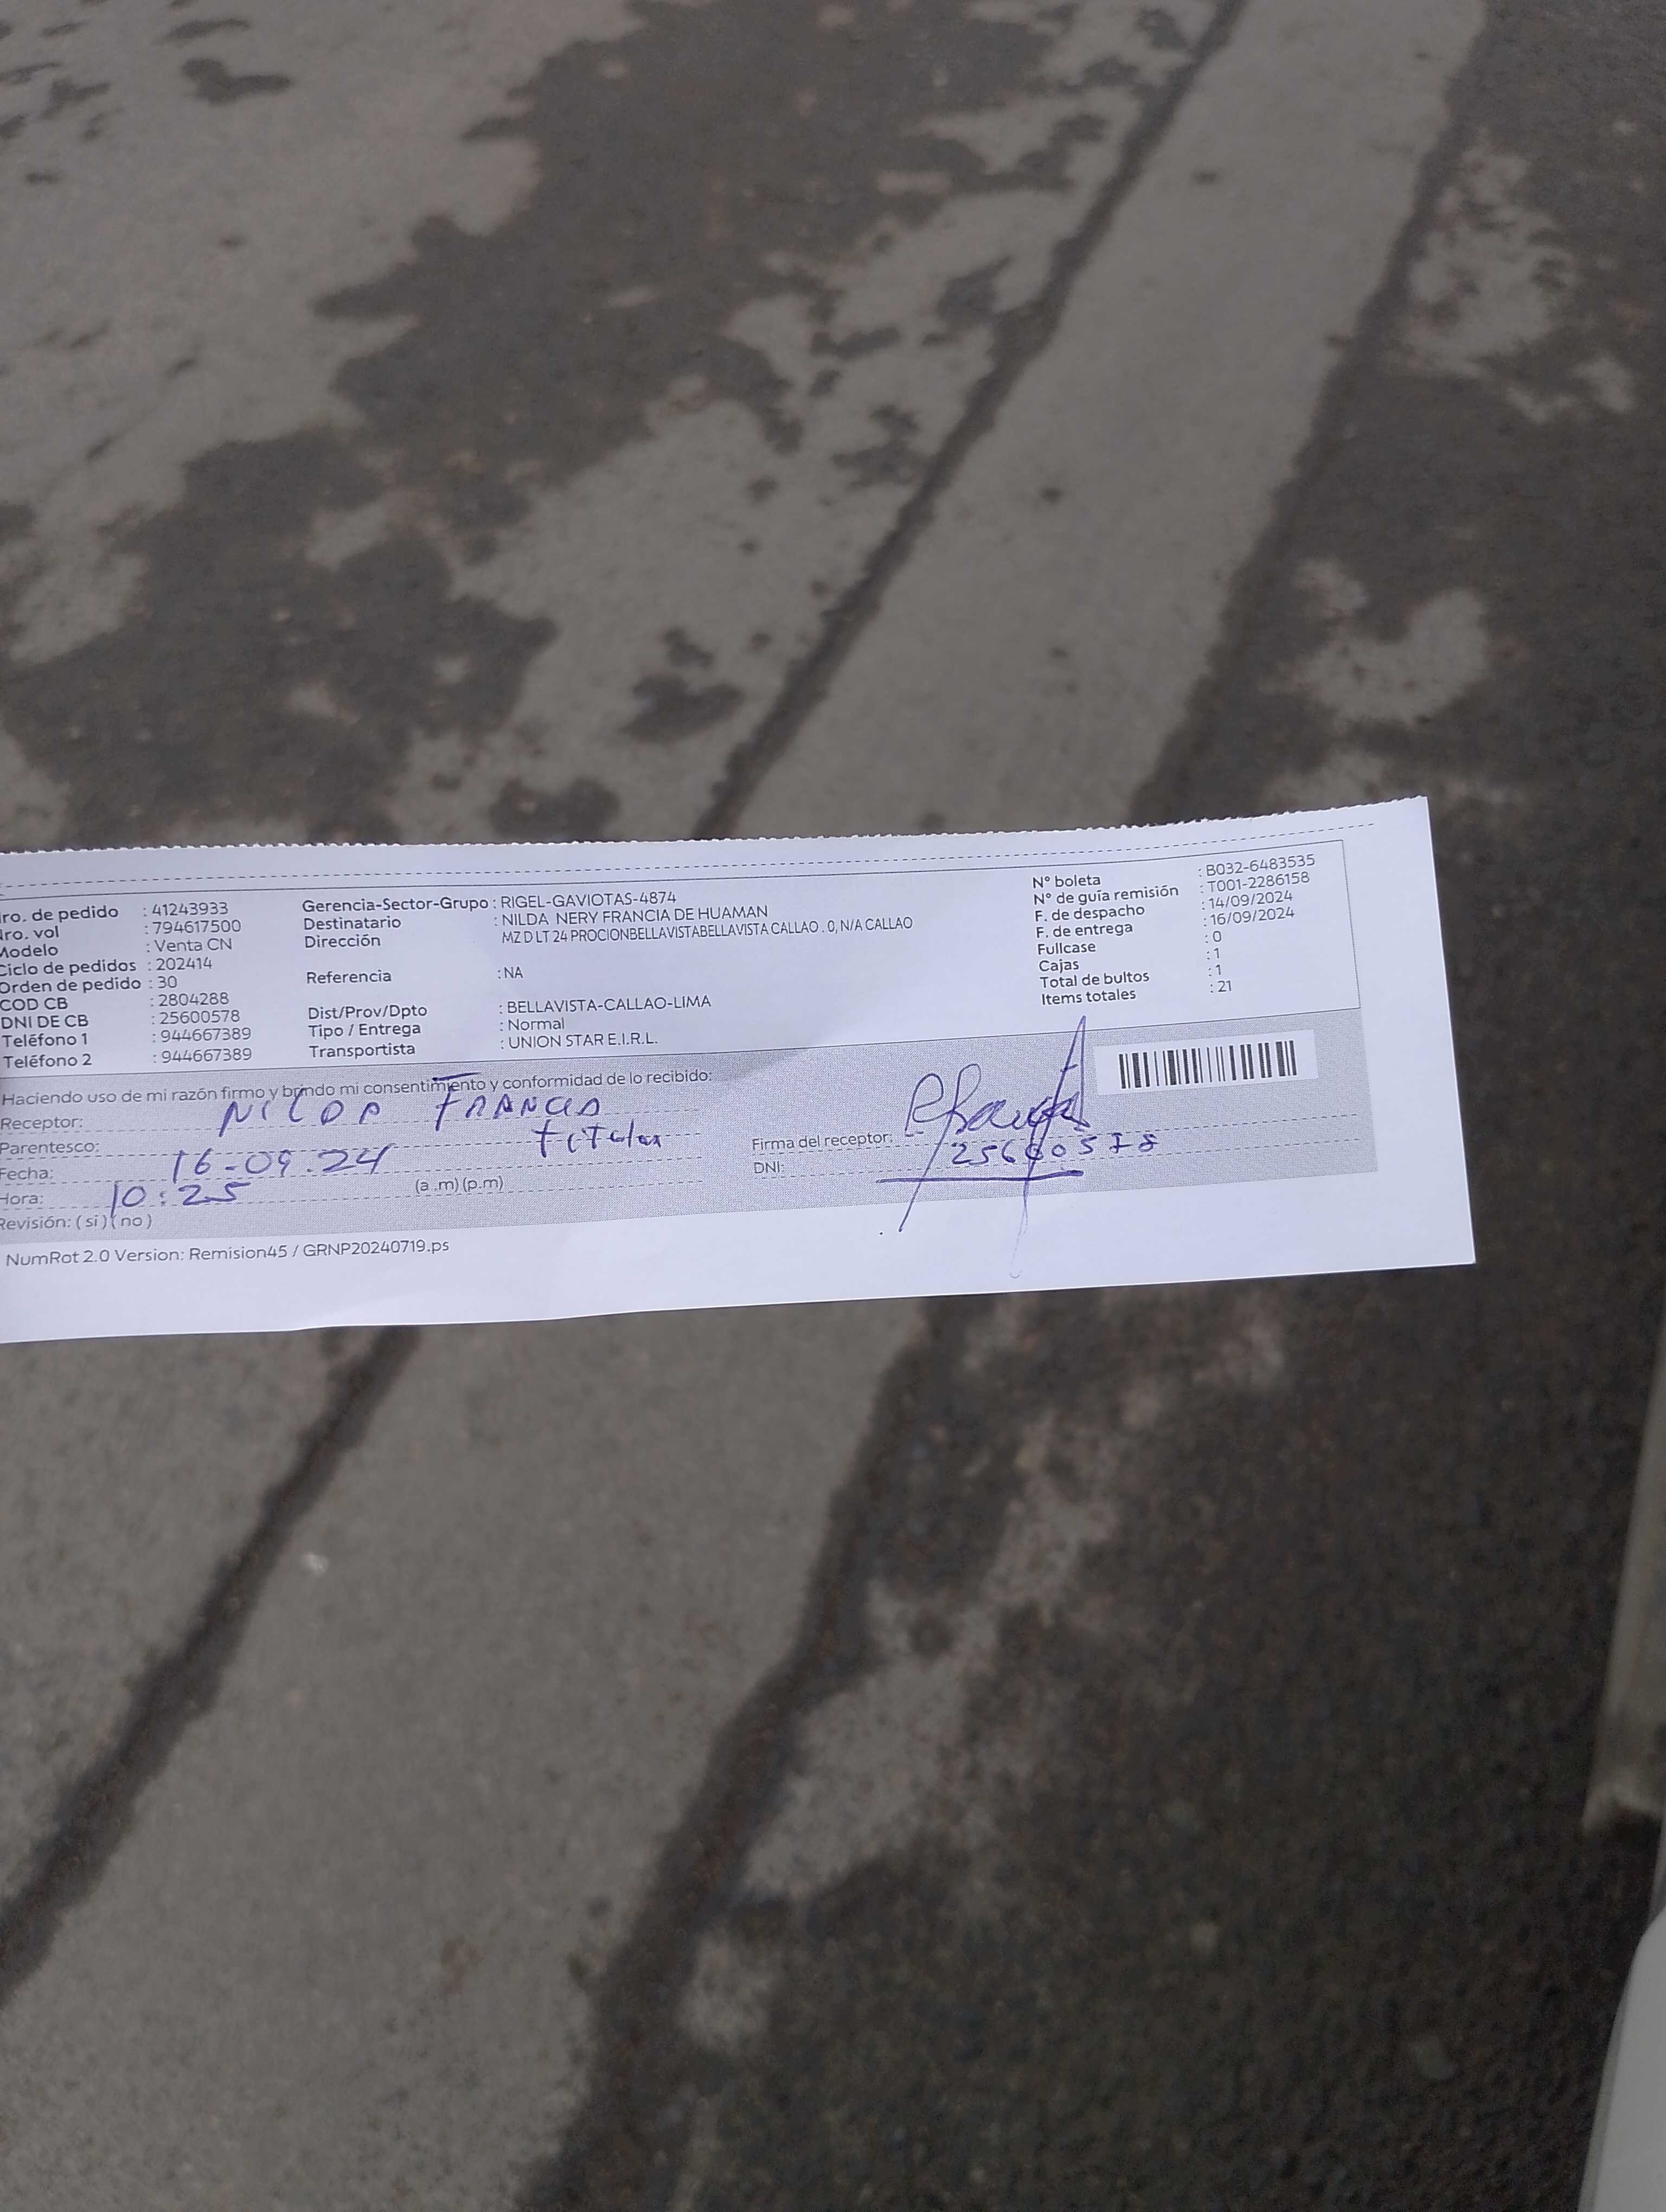 ro. de pedido : 41243933
ro. vol : 794617500
Modelo : Venta CN
Ciclo de pedidos : 202414
Orden de pedido : 30
COD CB : 2804288
DNI DE CB : 25600578
Teléfono 1 : 944667389
Teléfono 2 : 944667389
Gerencia-Sector-Grupo : RIGEL-GAVIOTAS-4874
Destinatario : NILDA NERY FRANCIA DE HUAMAN
Dirección MZ D LT 24 PROCIONBELLAVISTABELLAVISTA CALLAO . 0, N/A CALLAO
Referencia : NA
Dist/Prov/Dpto : BELLAVISTA-CALLAO-LIMA
Tipo / Entrega : Normal
Transportista : UNION STAR E.I.R.L.
N° boleta : B032-6483535
N° de guía remisión : T001-2286158
F. de despacho : 14/09/2024
F. de entrega : 16/09/2024
Fullcase : 0
Cajas : 1
Total de bultos : 1
Items totales : 21
Haciendo uso de mi razón firmo y brindo mi consentimiento y conformidad de lo recibido:
Receptor: NILDA FRANCIA
Parentesco: titular
Fecha: 16-09.24
Hora: 10:25 (a .m) (p.m)
Revisión: ( si ) ( no )
Firma del receptor:
DNI: 25600578
NumRot 2.0 Version: Remision45 / GRNP20240719.ps